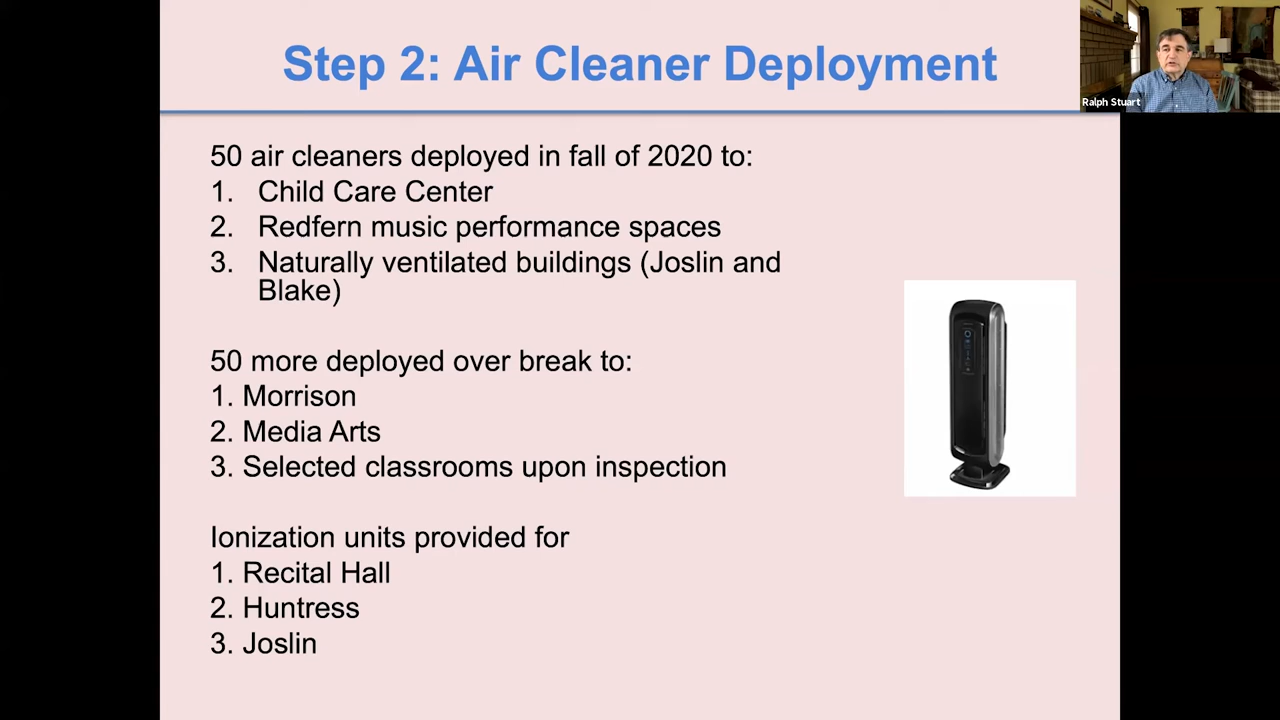 Step 2: Air Cleaner Deployment
Ralph Stuart
50 air cleaners deployed in fall of 2020 to:
1. Child Care Center
2. Redfern music performance spaces
3. Naturally ventilated buildings (Joslin and
Blake)
50 more deployed over break to:
1. Morrison
2. Media Arts
3. Selected classrooms upon inspection
Ionization units provided for
1. Recital Hall
2. Huntress
3. Joslin